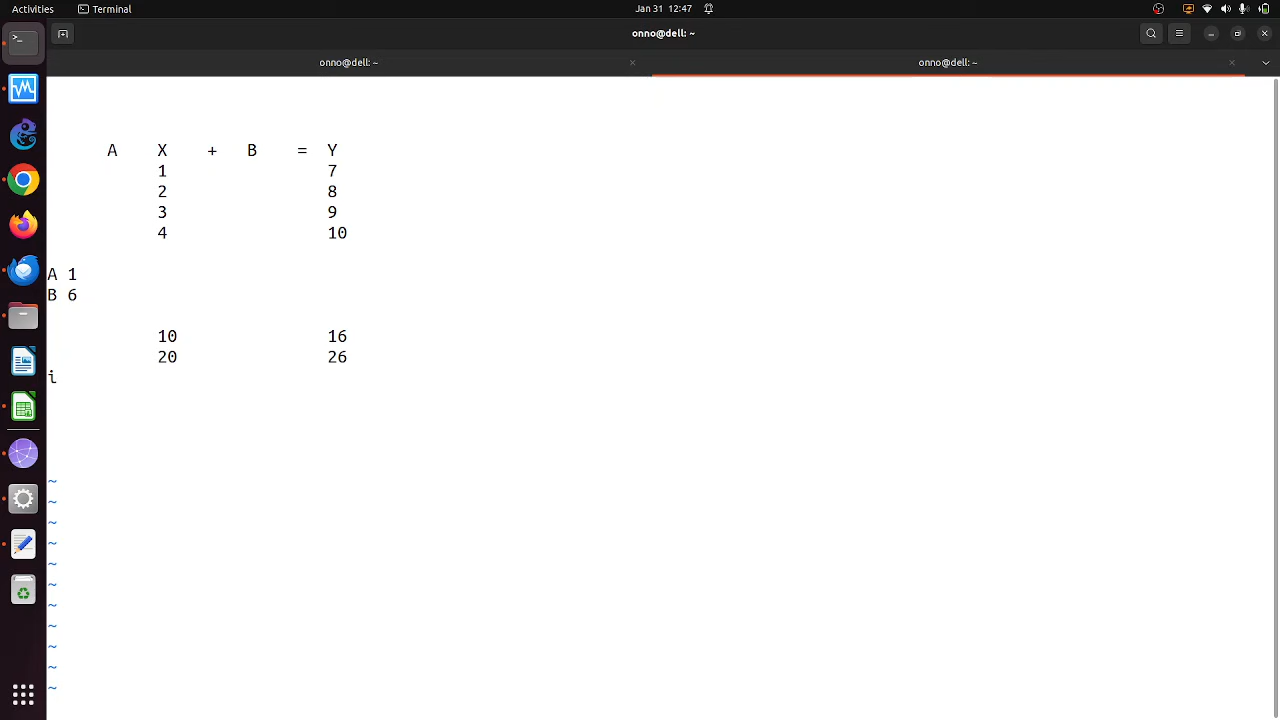 Activities Terminal Jan 31 12:47
onno@dell: ~
onno@dell: ~ onno@dell: ~
A X + B = Y
1 7
2 8
3 9
4 10
A 1
B 6
10 16
20 26
i
~
~
~
~
~
~
~
~
~
~
~